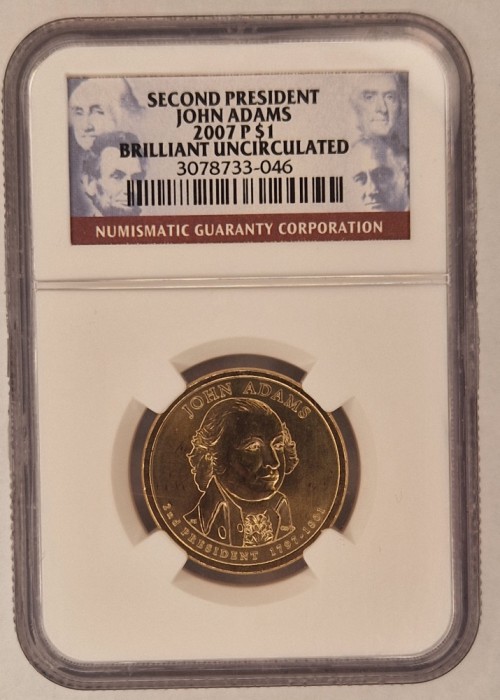 SECOND PRESIDENT
JOHN ADAMS
2007 P $1
BRILLIANT UNCIRCULATED
3078733-046
NUMISMATIC GUARANTY CORPORATION
JOHN ADAMS
2nd PRESIDENT 1797-1801